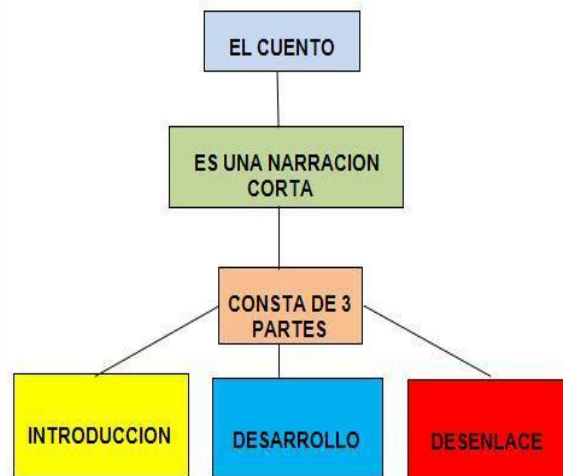 EL CUENTO
ES UNA NARRACION
CORTA
CONSTA DE 3
PARTES
INTRODUCCION
DESARROLLO
DESENLACE